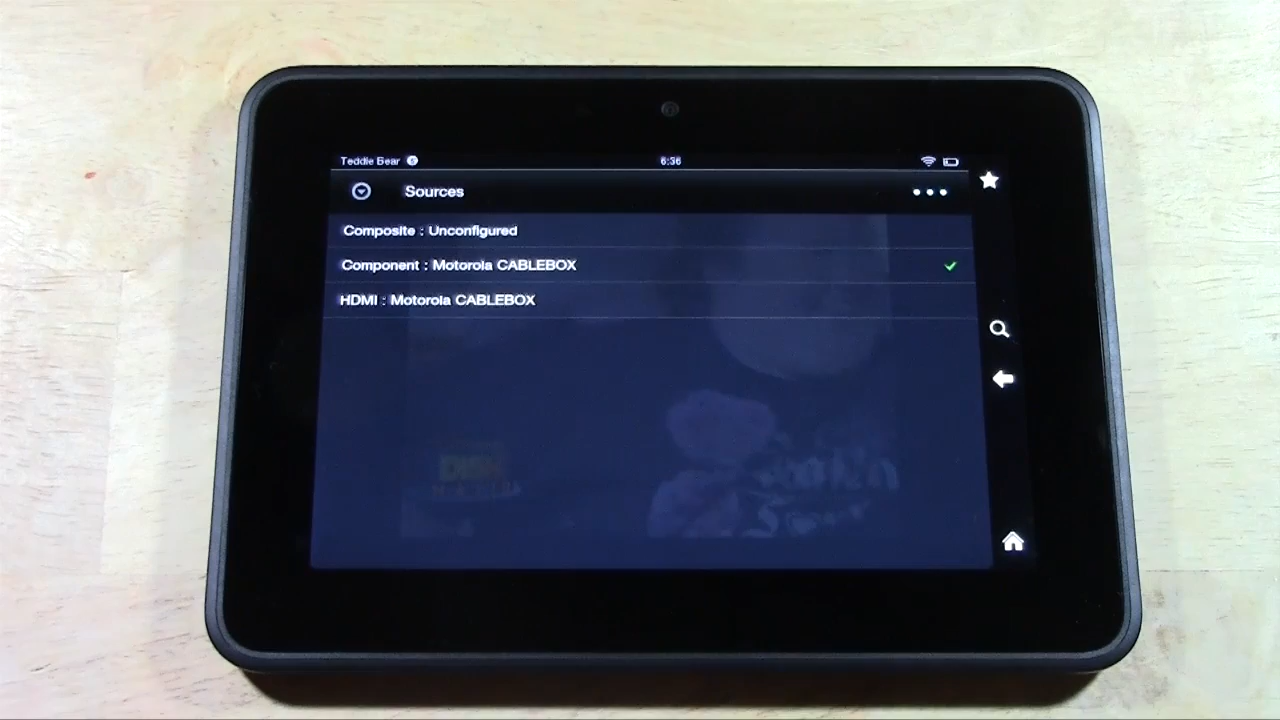 Teddie Bear 6:36
Sources
Composite : Unconfigured
Component : Motorola CABLEBOX
HDMI : Motorola CABLEBOX